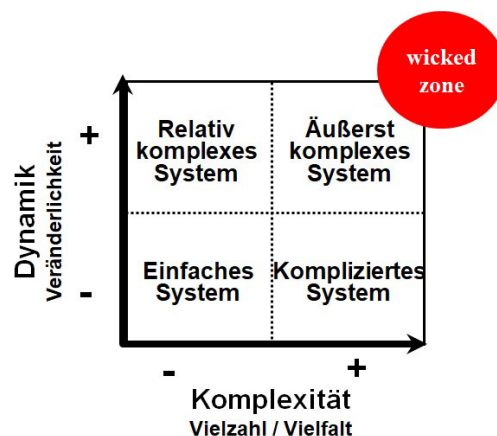 wicked
zone
Dynamik
Veränderlichkeit
+
-
Relativ
komplexes
System
Äußerst
komplexes
System
Einfaches
System
Kompliziertes
System
-
+
Komplexität
Vielzahl / Vielfalt